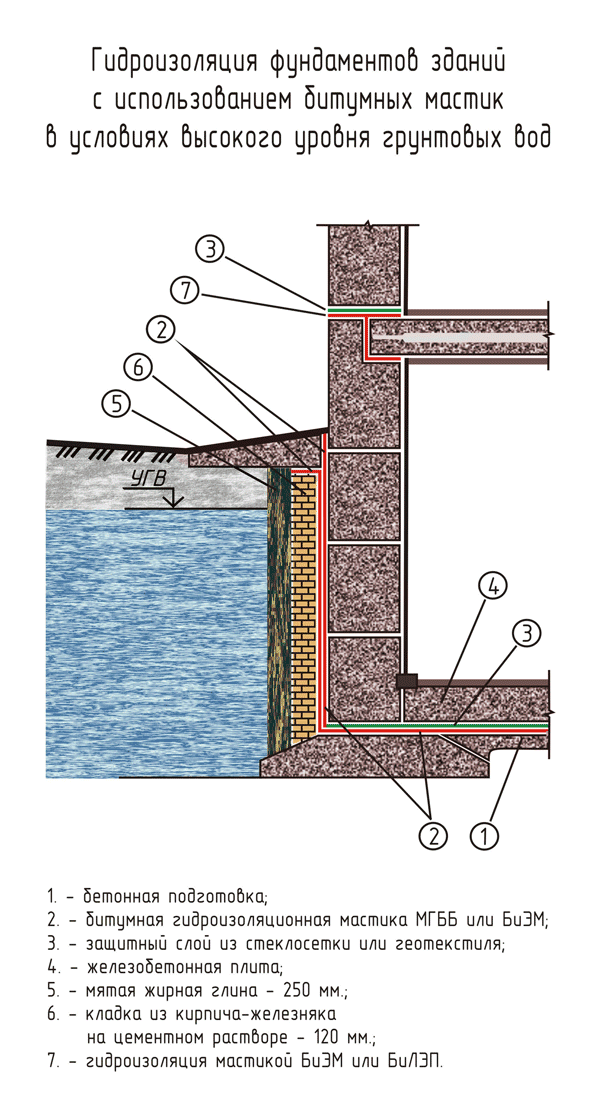 Гидроизоляция фундаментов зданий
с использованием битумных мастик
в условиях высокого уровня грунтовых вод
3
7
2
6
5
УГВ
4
3
2
1
1. - бетонная подготовка;
2. - битумная гидроизоляционная мастика МГББ или БиЭМ;
3. - защитный слой из стеклосетки или геотекстиля;
4. - железобетонная плита;
5. - мятая жирная глина - 250 мм.;
6. - кладка из кирпича-железняка
на цементном растворе - 120 мм.;
7. - гидроизоляция мастикой БиЭМ или БиЛЭП.